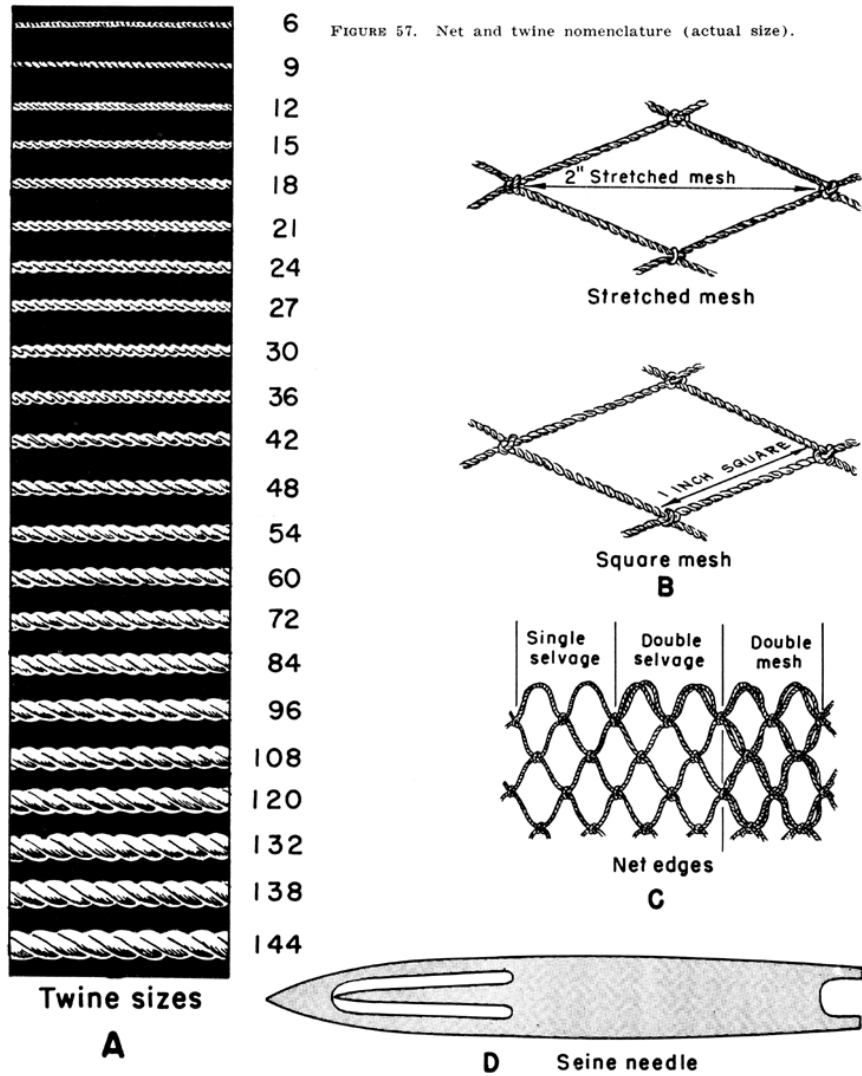 FIGURE 57. Net and twine nomenclature (actual size).
6
9
12
15
18
21
24
27
30
36
42
48
54
60
72
84
96
108
120
132
138
144
Twine sizes
A
2" Stretched mesh
Stretched mesh
1 INCH SQUARE
Square mesh
B
Single selvage
Double selvage
Double mesh
Net edges
C
D Seine needle